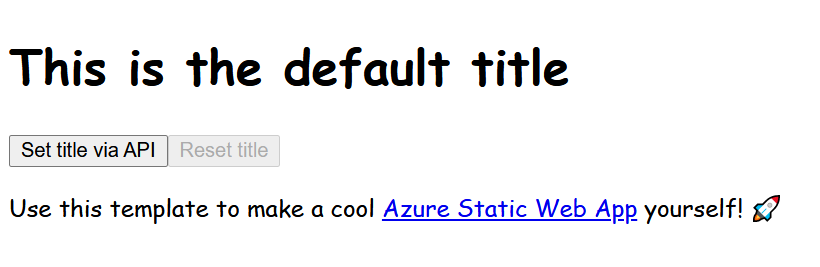 This is the default title
Set title via API Reset title
Use this template to make a cool Azure Static Web App yourself! 🚀